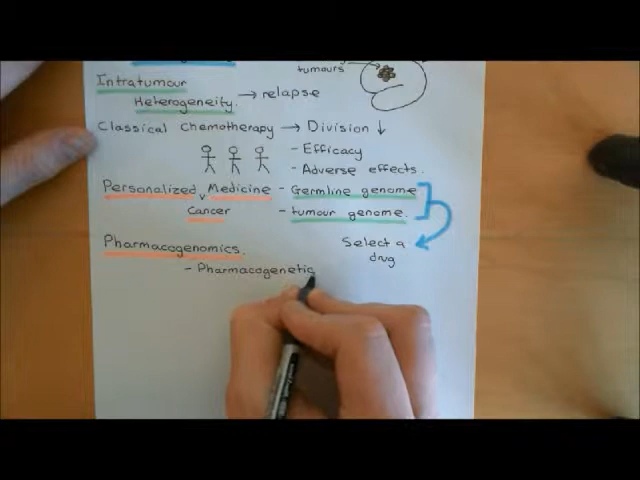 tumours
Intratumour
Heterogeneity. → relapse
Classical Chemotherapy → Division ↓
- Efficacy
- Adverse effects.
Personalized Medicine - Germline genome
Cancer - tumour genome.
Pharmacogenomics. Select a
drug
- Pharmacogenetic